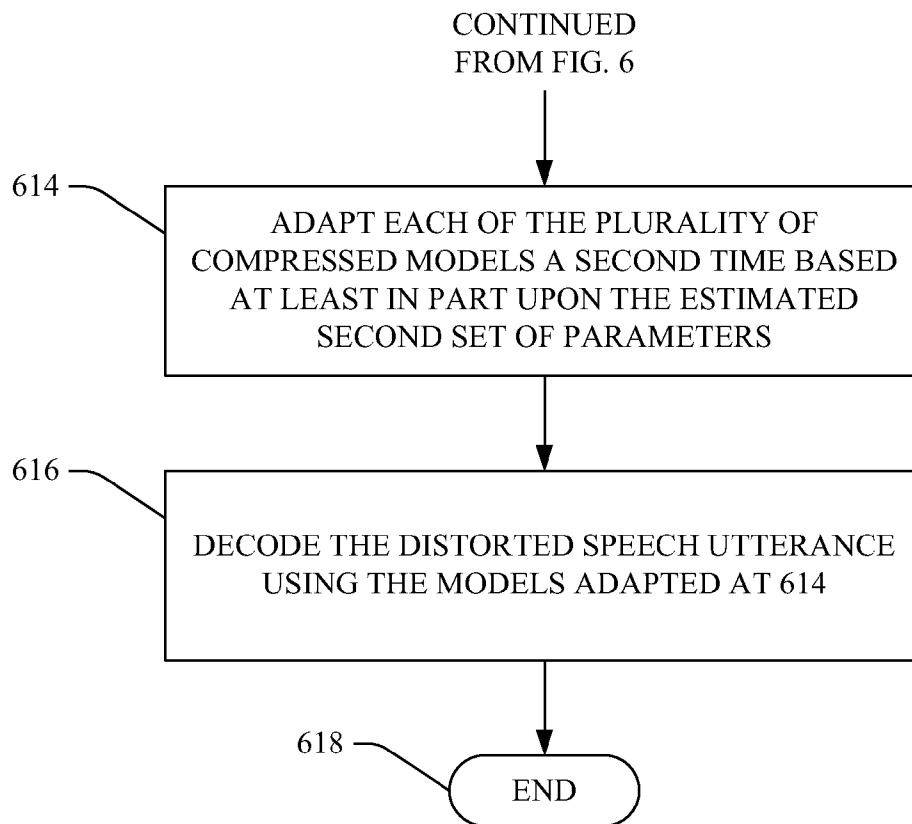 CONTINUED
FROM FIG. 6
614
ADAPT EACH OF THE PLURALITY OF
COMPRESSED MODELS A SECOND TIME BASED
AT LEAST IN PART UPON THE ESTIMATED
SECOND SET OF PARAMETERS
616
DECODE THE DISTORTED SPEECH UTTERANCE
USING THE MODELS ADAPTED AT 614
618
END